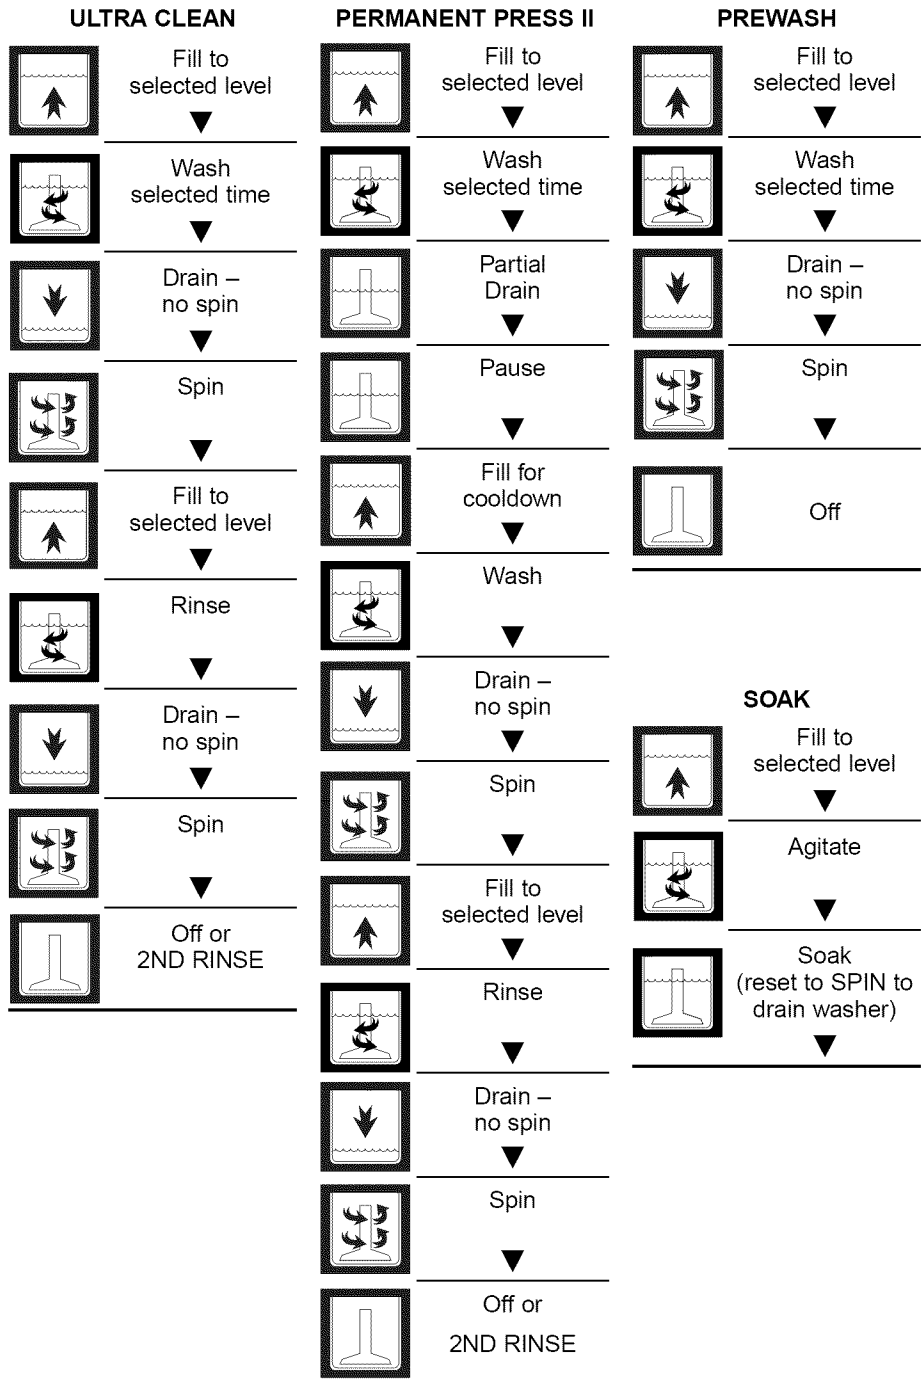 ULTRA CLEAN
Fill to
selected level
Wash
selected time
Drain –
no spin
Spin
Fill to
selected level
Rinse
Drain –
no spin
Spin
Off or
2ND RINSE
PERMANENT PRESS II
Fill to
selected level
Wash
selected time
Partial
Drain
Pause
Fill for
cooldown
Wash
Drain –
no spin
Spin
Fill to
selected level
Rinse
Drain –
no spin
Spin
Off or
2ND RINSE
PREWASH
Fill to
selected level
Wash
selected time
Drain –
no spin
Spin
Off
SOAK
Fill to
selected level
Agitate
Soak
(reset to SPIN to
drain washer)